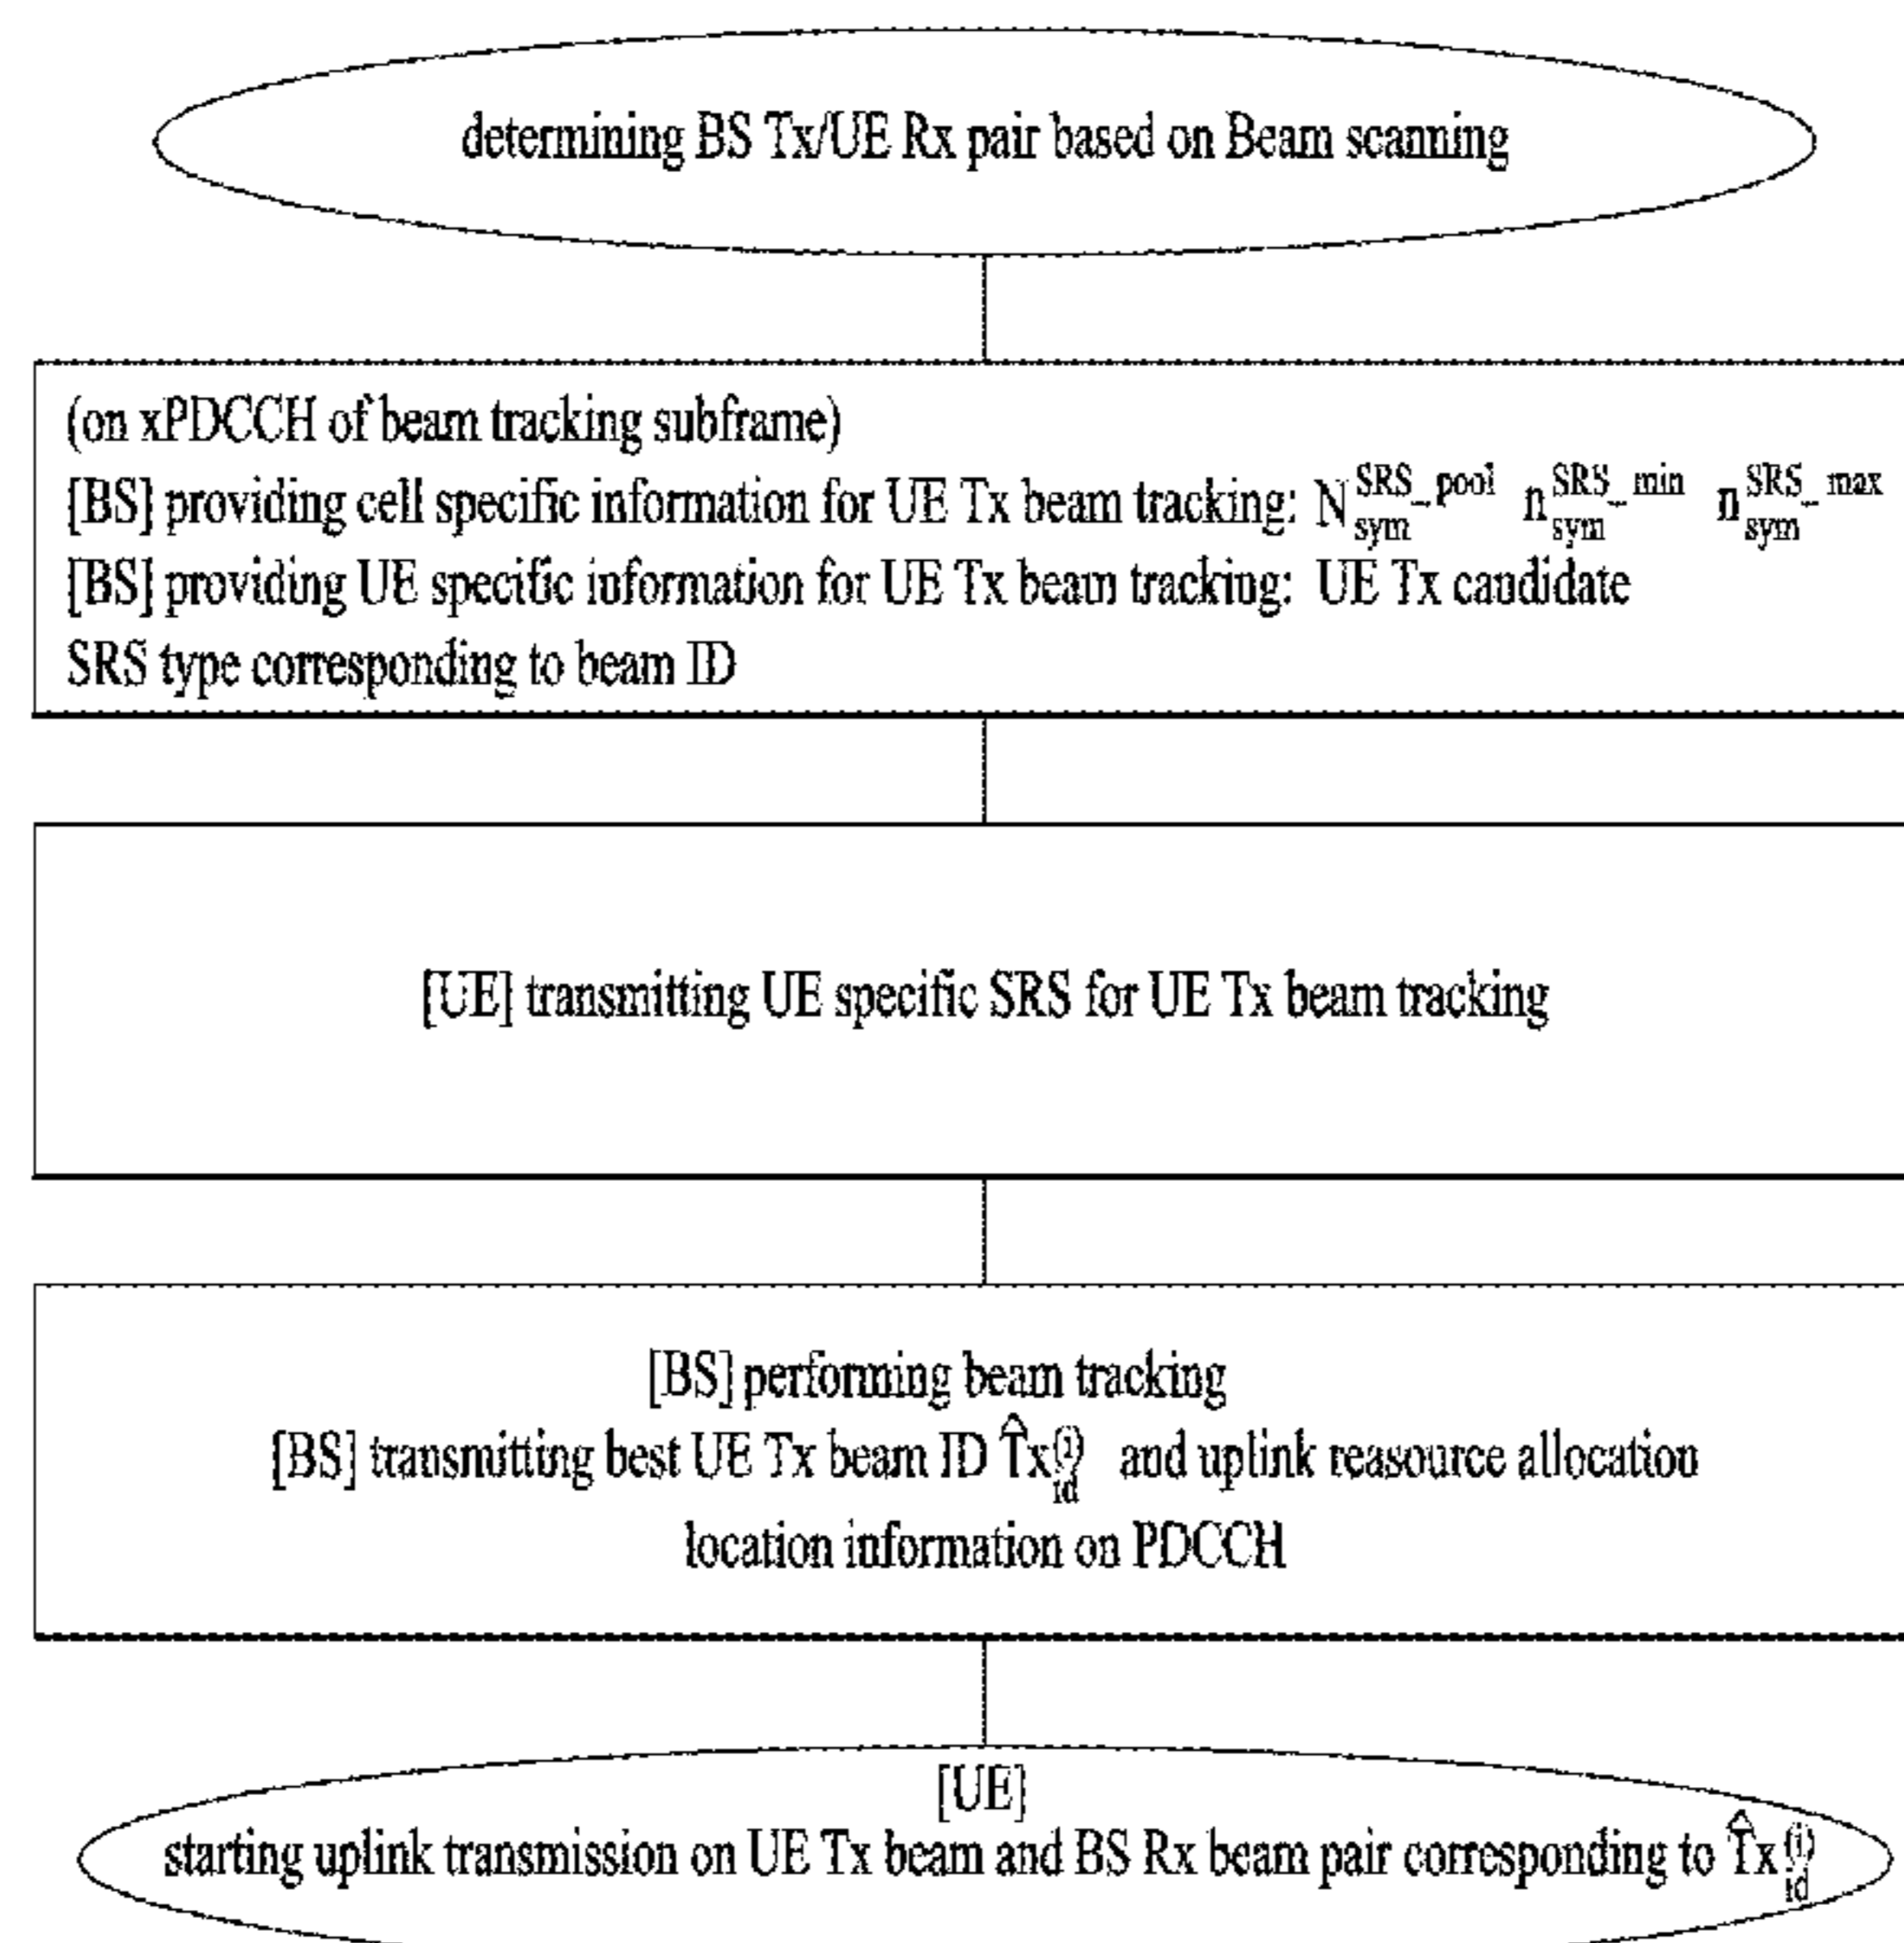 determining BS Tx/UE Rx pair based on Beam scanning
(on xPDCCH of beam tracking subframe)
[BS] providing cell specific information for UE Tx beam tracking: N_sym^SRS_pool n_sym^SRS_min n_sym^SRS_max
[BS] providing UE specific information for UE Tx beam tracking: UE Tx candidate
SRS type corresponding to beam ID
[UE] transmitting UE specific SRS for UE Tx beam tracking
[BS] performing beam tracking
[BS] transmitting best UE Tx beam ID T̂x_id^(i) and uplink reasource allocation
location information on PDCCH
[UE]
starting uplink transmission on UE Tx beam and BS Rx beam pair corresponding to T̂x_id^(i)